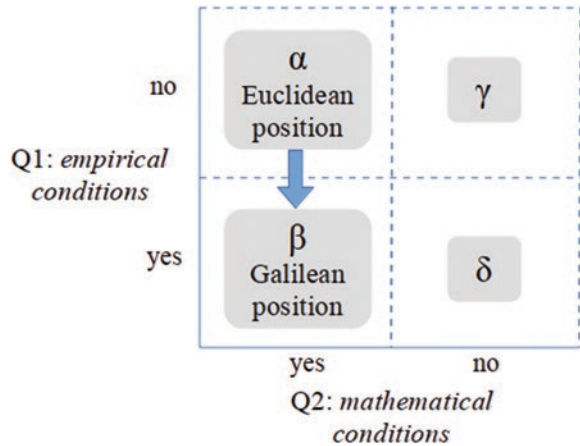 α
Euclidean
position
γ
no
Q1: empirical
conditions
β
Galilean
position
δ
yes
yes
no
Q2: mathematical
conditions